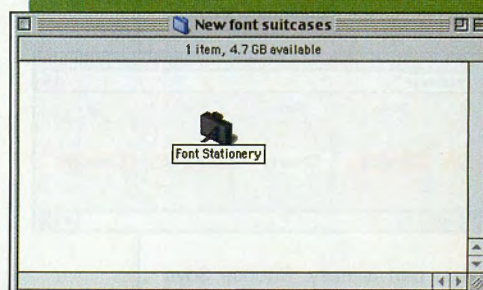 New font suitcases
1 item, 4.7 GB available
Font Stationery